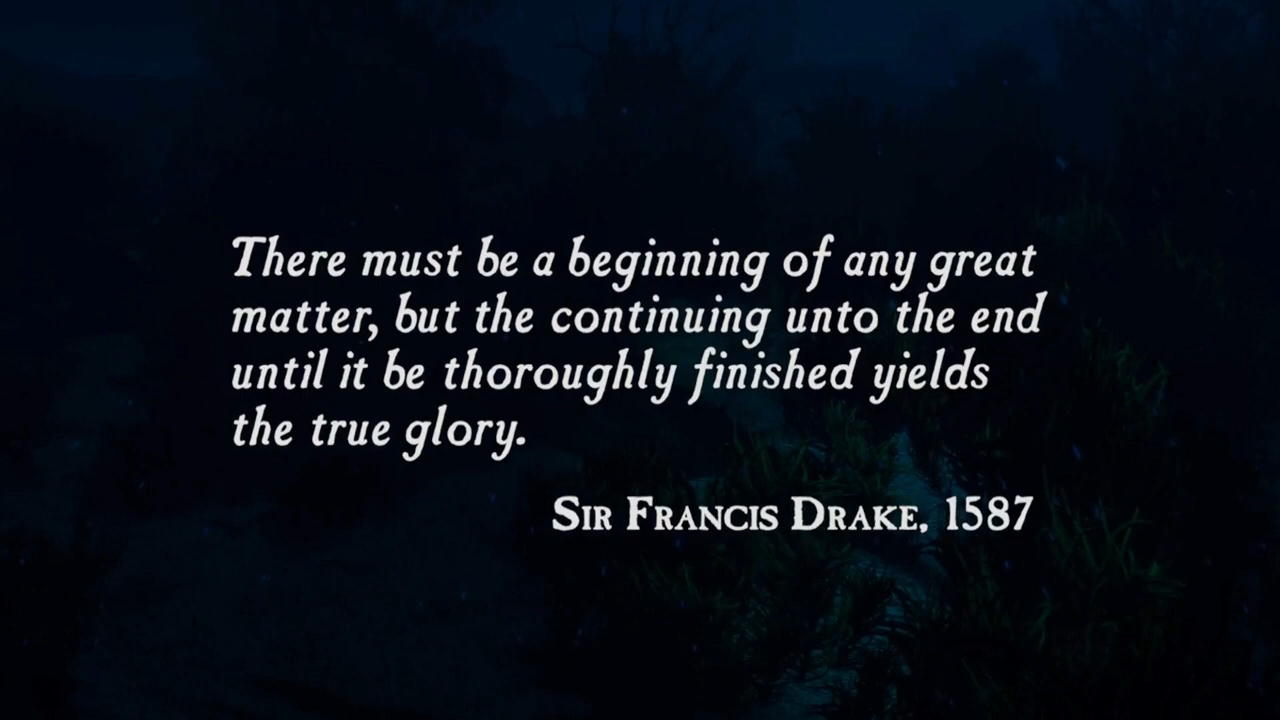 There must be a beginning of any great
matter, but the continuing unto the end
until it be thoroughly finished yields
the true glory.
Sir Francis Drake, 1587